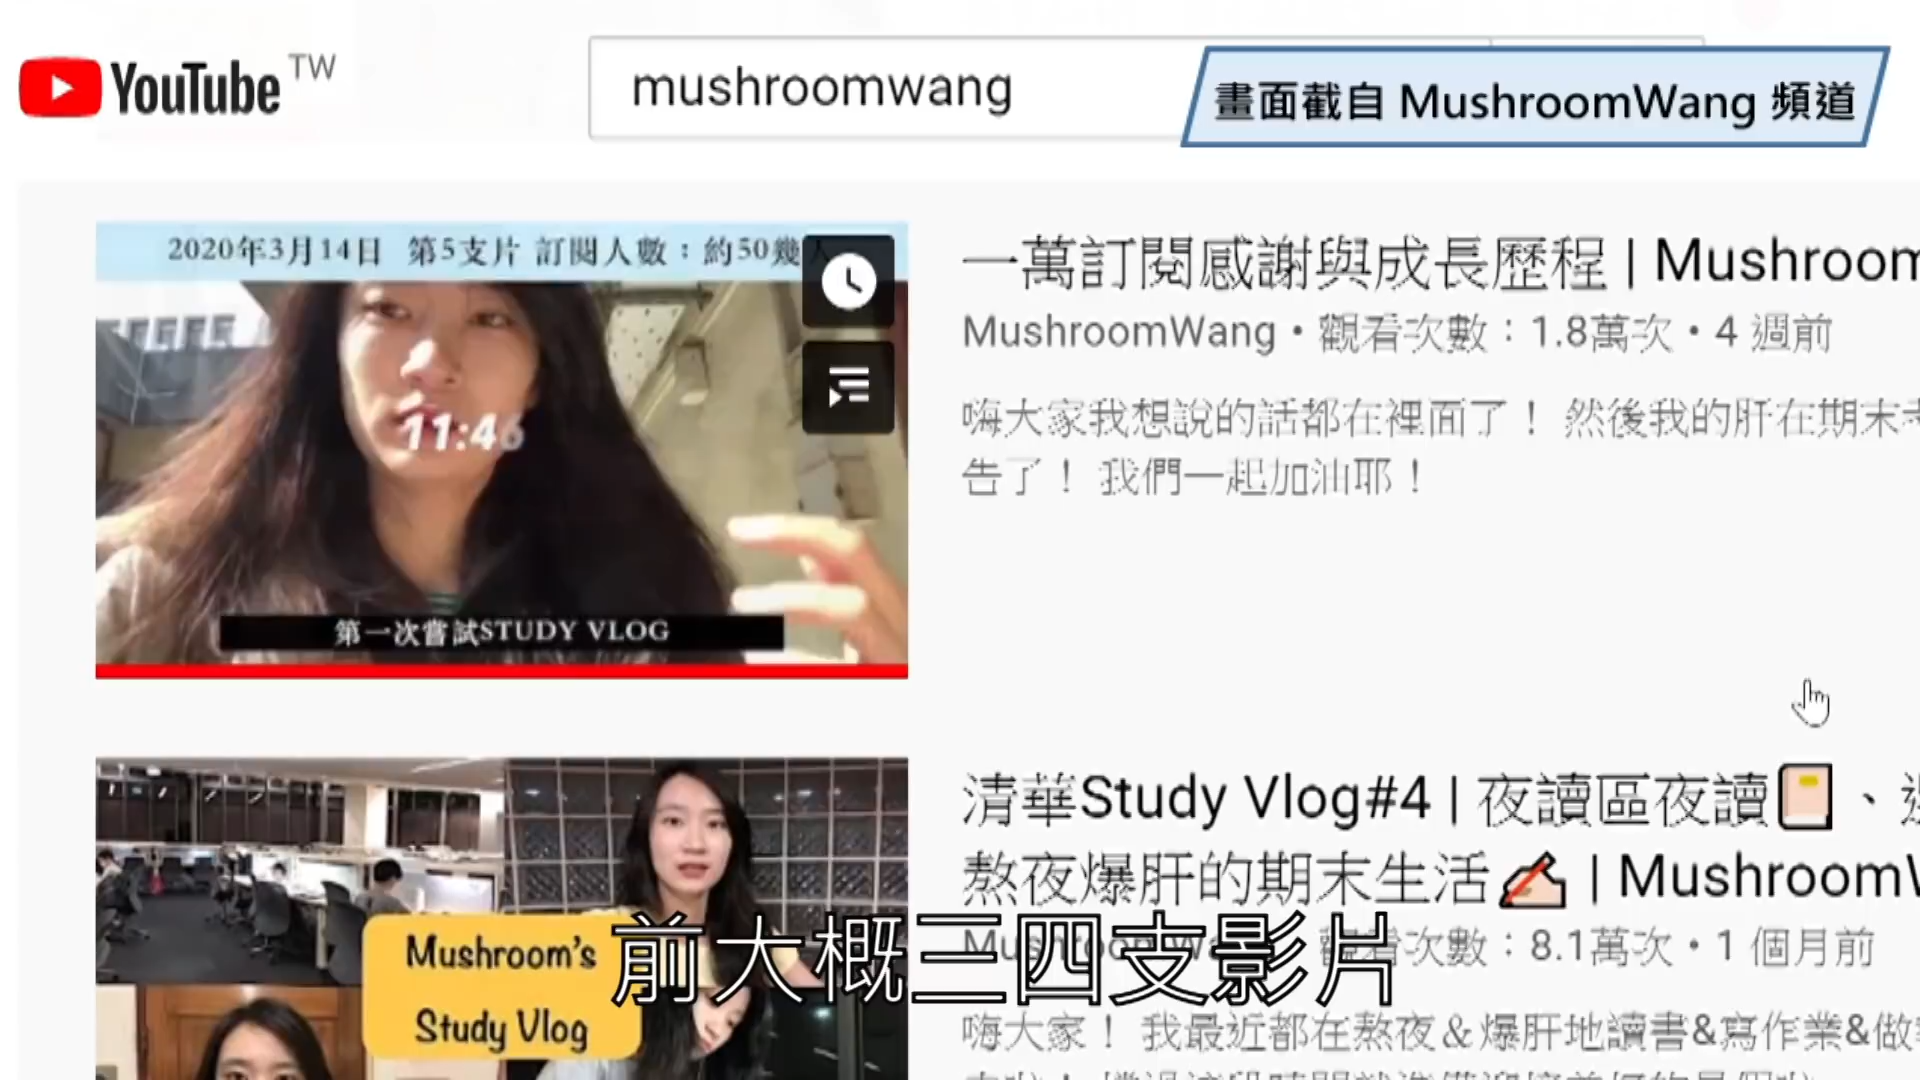 YouTube TW
mushroomwang
畫面截自 MushroomWang 頻道
2020年3月14日 第5支片 訂閱人數：約50幾人
11:46
第一次嘗試STUDY VLOG
一萬訂閱感謝與成長歷程 | Mushroom
MushroomWang • 觀看次數：1.8萬次 • 4 週前
嗨大家我想說的話都在裡面了！ 然後我的肝在期末考
告了！ 我們一起加油耶！
Mushroom's
Study Vlog
清華Study Vlog#4 | 夜讀區夜讀📔、
熬夜爆肝的期末生活✍🏻 | MushroomW
MushroomWa 觀看次數：8.1萬次 • 1 個月前
嗨大家！ 我最近都在熬夜＆爆肝地讀書&寫作業&做
前大概三四支影片